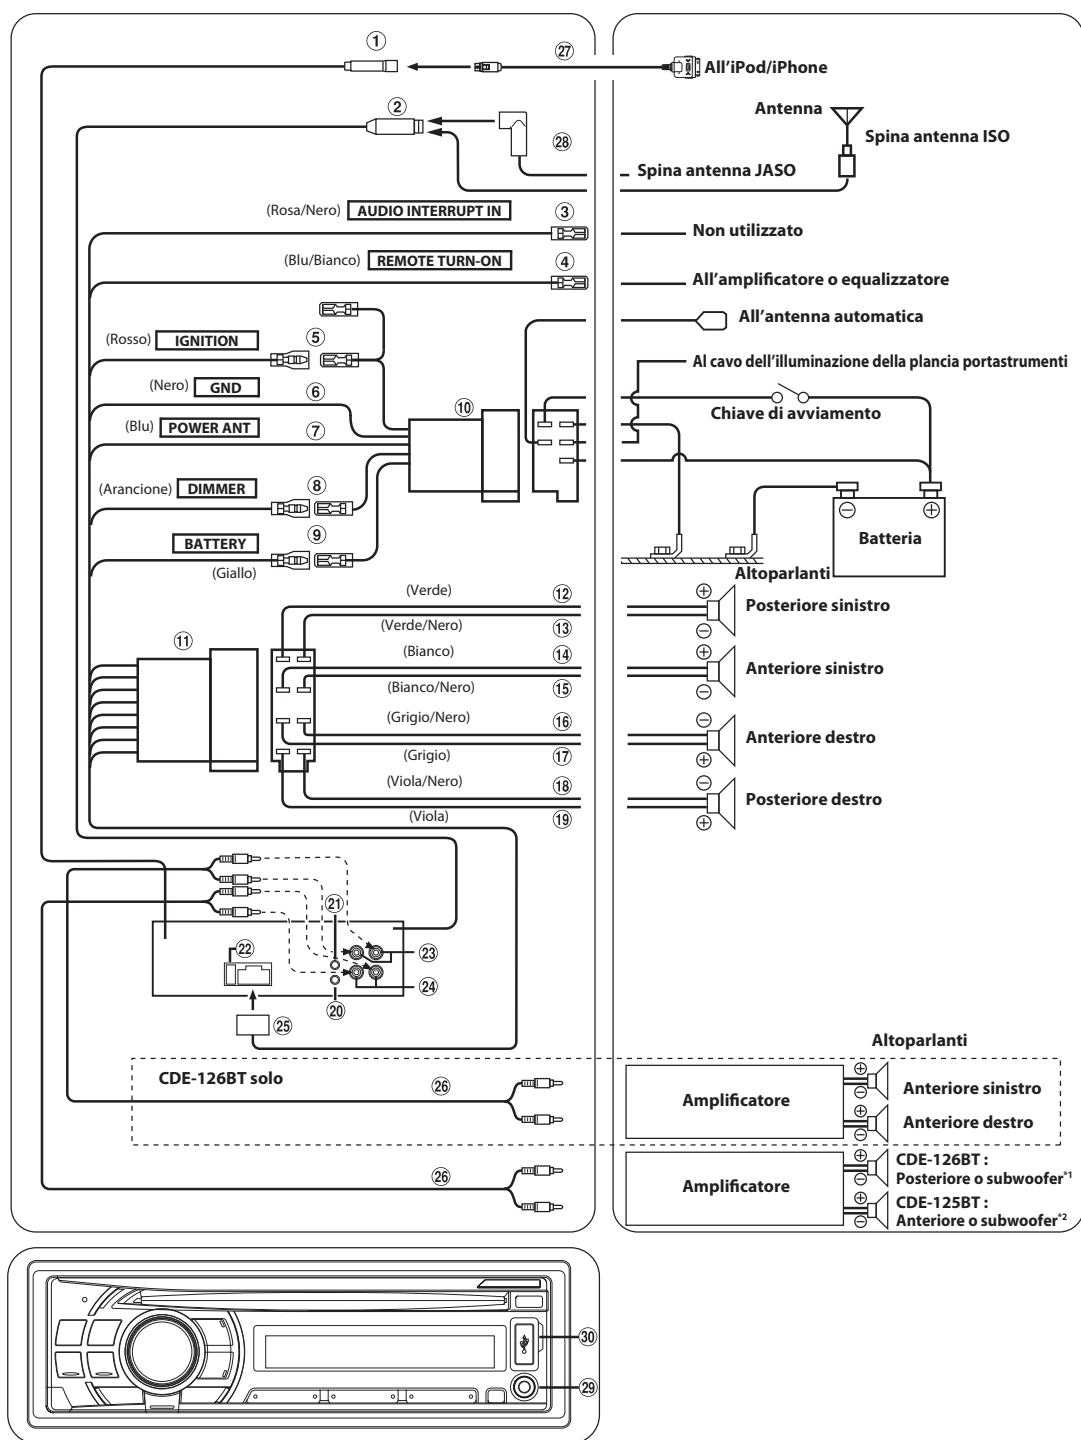 ①
㉗
All'iPod/iPhone
②
㉘
Antenna
Spina antenna ISO
Spina antenna JASO
(Rosa/Nero) AUDIO INTERRUPT IN ③
Non utilizzato
(Blu/Bianco) REMOTE TURN-ON ④
All'amplificatore o equalizzatore
All'antenna automatica
(Rosso) IGNITION ⑤
Al cavo dell'illuminazione della plancia portastrumenti
(Nero) GND ⑥
⑩
Chiave di avviamento
(Blu) POWER ANT ⑦
(Arancione) DIMMER ⑧
BATTERY ⑨
(Giallo)
⊖ ⊕
Batteria
Altoparlanti
(Verde) ⑫
⊕
Posteriore sinistro
(Verde/Nero) ⑬
⊖
⑪
(Bianco) ⑭
⊕
Anteriore sinistro
(Bianco/Nero) ⑮
⊖
(Grigio/Nero) ⑯
⊖
Anteriore destro
(Grigio) ⑰
⊕
(Viola/Nero) ⑱
⊖
Posteriore destro
(Viola) ⑲
⊕
㉑
㉒
㉓
㉔
⑳
㉕
Altoparlanti
CDE-126BT solo
㉖
Amplificatore
⊕
⊖
Anteriore sinistro
⊕
⊖
Anteriore destro
㉖
Amplificatore
⊕
⊖
CDE-126BT :
Posteriore o subwoofer*1
⊕
⊖
CDE-125BT :
Anteriore o subwoofer*2
㉚
㉙